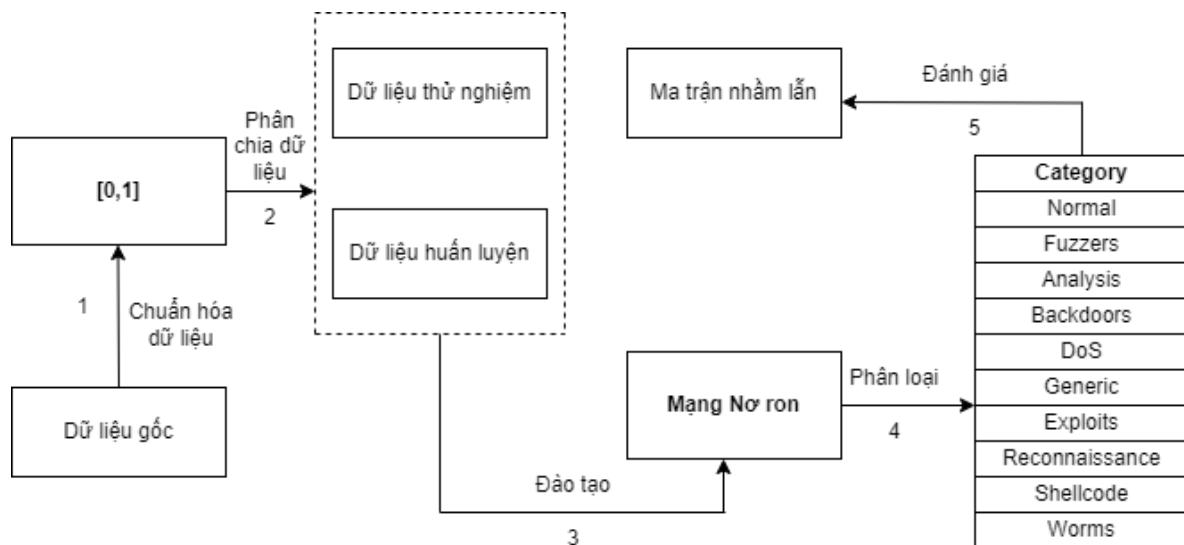 Dữ liệu thử nghiệm
Ma trận nhầm lẫn
Đánh giá
5
Phân
chia dữ
liệu
2
[0,1]
Dữ liệu huấn luyện
1
Chuẩn hóa
dữ liệu
Dữ liệu gốc
Đào tạo
3
Mạng Nơ ron
Phân loại
4
Category
Normal
Fuzzers
Analysis
Backdoors
DoS
Generic
Exploits
Reconnaissance
Shellcode
Worms